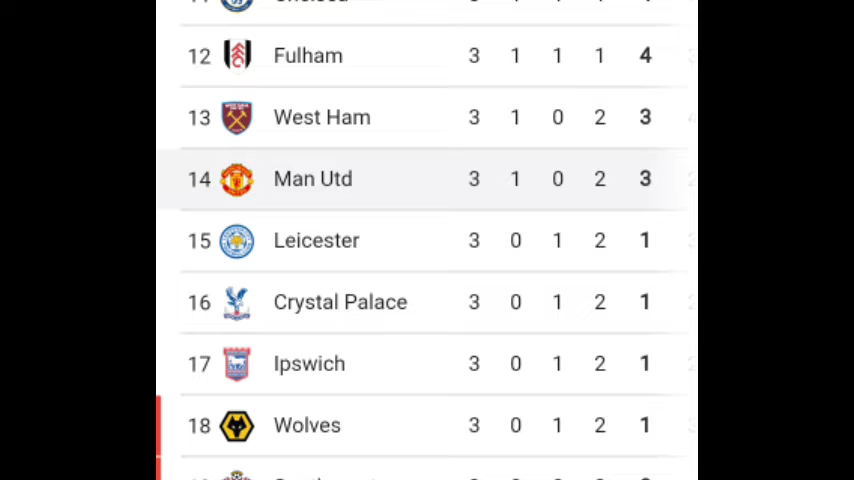 12 Fulham 3 1 1 1 4
13 West Ham 3 1 0 2 3
14 Man Utd 3 1 0 2 3
15 Leicester 3 0 1 2 1
16 Crystal Palace 3 0 1 2 1
17 Ipswich 3 0 1 2 1
18 Wolves 3 0 1 2 1